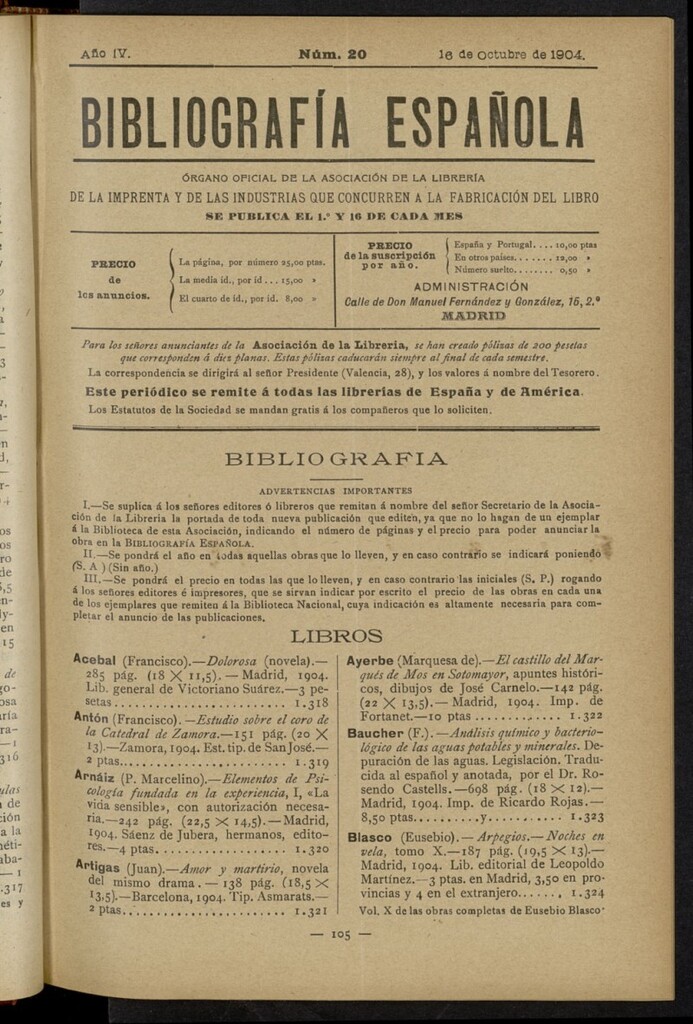 Año IV. Núm. 20 16 de octubre de 1904.
BIBLIOGRAFÍA ESPAÑOLA
ÓRGANO OFICIAL DE LA ASOCIACIÓN DE LA LIBRERÍA
DE LA IMPRENTA Y DE LAS INDUSTRIAS QUE CONCURREN A LA FABRICACIÓN DEL LIBRO
SE PUBLICA EL 1.º Y 16 DE CADA MES
PRECIO
de
los anuncios.
La página, por número 25,00 ptas.
La media id., por id ... 15,00 »
El cuarto de id., por id. 8,00 »
PRECIO
de la suscripción
por año.
España y Portugal.... 10,00 ptas
En otros países....... 12,00 »
Número suelto........ 0,50 »
ADMINISTRACIÓN
Calle de Don Manuel Fernández y González, 15, 2.º
MADRID
Para los señores anunciantes de la Asociación de la Librería, se han creado pólizas de 200 pesetas
que corresponden á diez planas. Estas pólizas caducarán siempre al final de cada semestre.
La correspondencia se dirigirá al señor Presidente (Valencia, 28), y los valores á nombre del Tesorero.
Este periódico se remite á todas las librerías de España y de América.
Los Estatutos de la Sociedad se mandan gratis á los compañeros que lo soliciten.
BIBLIOGRAFIA
ADVERTENCIAS IMPORTANTES
I.—Se suplica á los señores editores ó libreros que remitan á nombre del señor Secretario de la Asocia-
ción de la Librería la portada de toda nueva publicación que editen, ya que no lo hagan de un ejemplar
á la Biblioteca de esta Asociación, indicando el número de páginas y el precio para poder anunciar la
obra en la BIBLIOGRAFÍA ESPAÑOLA.
II.—Se pondrá el año en todas aquellas obras que lo lleven, y en caso contrario se indicará poniendo
(S. A ) (Sin año.)
III.—Se pondrá el precio en todas las que lo lleven, y en caso contrario las iniciales (S. P.) rogando
á los señores editores é impresores, que se sirvan indicar por escrito el precio de las obras en cada una
de los ejemplares que remiten á la Biblioteca Nacional, cuya indicación es altamente necesaria para com-
pletar el anuncio de las publicaciones.
LIBROS
Acebal (Francisco).—Dolorosa (novela).—
285 pág. (18 X 11,5). — Madrid, 1904.
Lib. general de Victoriano Suárez.—3 pe-
setas........................ 1.318
Antón (Francisco). —Estudio sobre el coro de
la Catedral de Zamora.—151 pág. (20 X
13).—Zamora, 1904. Est. tip. de San José.—
2 ptas........................ 1.319
Arnáiz (P. Marcelino).—Elementos de Psi-
cología fundada en la experiencia, I, «La
vida sensible», con autorización necesa-
ria.—242 pág. (22,5 X 14,5).—Madrid,
1904. Sáenz de Jubera, hermanos, edito-
res.—4 ptas................... 1.320
Artigas (Juan).—Amor y martirio, novela
del mismo drama. — 138 pág. (18,5 X
13,5).—Barcelona, 1904. Tip. Asmarats.—
2 ptas........................ 1.321
Ayerbe (Marquesa de).—El castillo del Mar-
qués de Mos en Sotomayor, apuntes históri-
cos, dibujos de José Carnelo.—142 pág.
(22 X 13,5).— Madrid, 1904. Imp. de
Fortanet.—10 ptas ............. 1.322
Baucher (F.).—Análisis químico y bacterio-
lógico de las aguas potables y minerales. De-
puración de las aguas. Legislación. Tradu-
cida al español y anotada, por el Dr. Ro-
sendo Castells.—698 pág. (18 X 12).—
Madrid, 1904. Imp. de Ricardo Rojas.—
8,50 ptas.........y............ 1.323
Blasco (Eusebio).—Arpegios.—Noches en
vela, tomo X.—187 pág. (19,5 X 13).—
Madrid, 1904. Lib. editorial de Leopoldo
Martínez.—3 ptas. en Madrid, 3,50 en pro-
vincias y 4 en el extranjero....... 1.324
Vol. X de las obras completas de Eusebio Blasco·
— 105 —